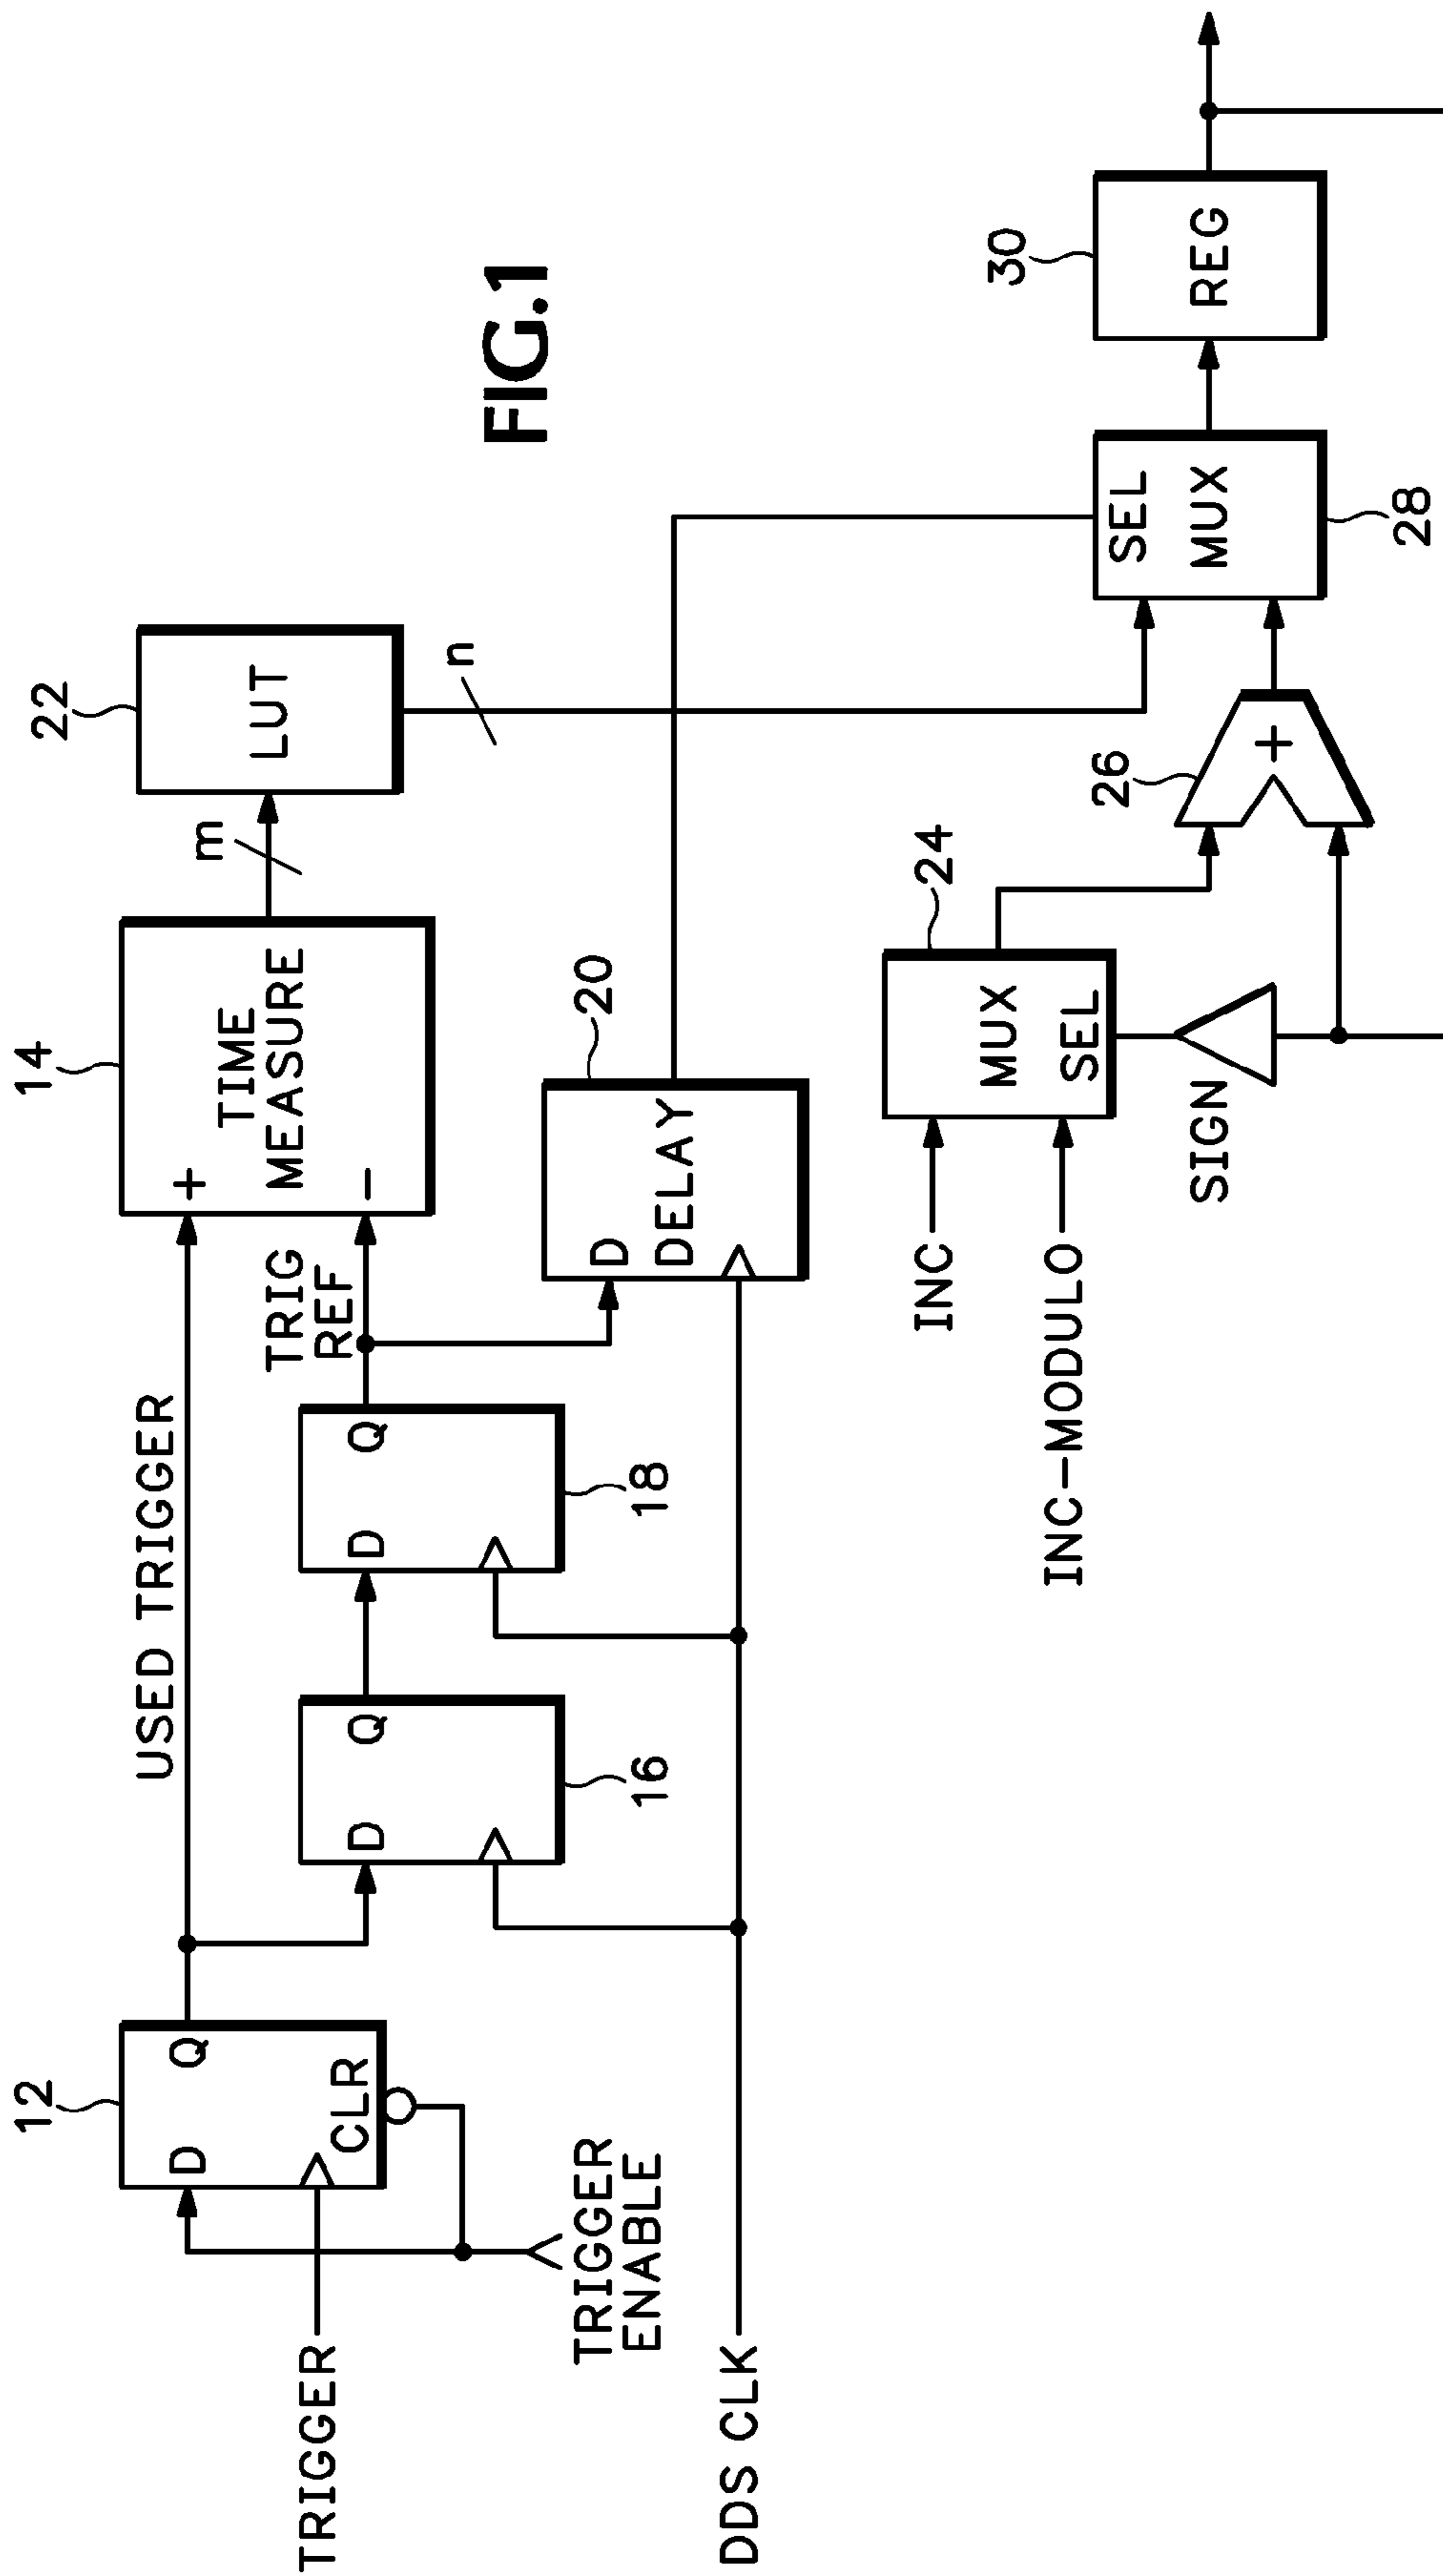 12
D
Q
CLR
TRIGGER
TRIGGER
ENABLE
USED TRIGGER
16
D
Q
18
D
Q
TRIG
REF
14
+
-
TIME
MEASURE
m
22
LUT
n
20
D
DELAY
DDS CLK
FIG.1
INC
INC-MODULO
24
MUX
SEL
SIGN
26
+
SEL
MUX
28
30
REG